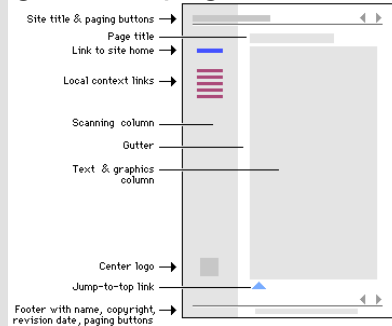 Site title & paging buttons
Page title
Link to site home
Local context links
Scanning column
Gutter
Text & graphics
column
Center logo
Jump-to-top link
Footer with name, copyright,
revision date, paging buttons